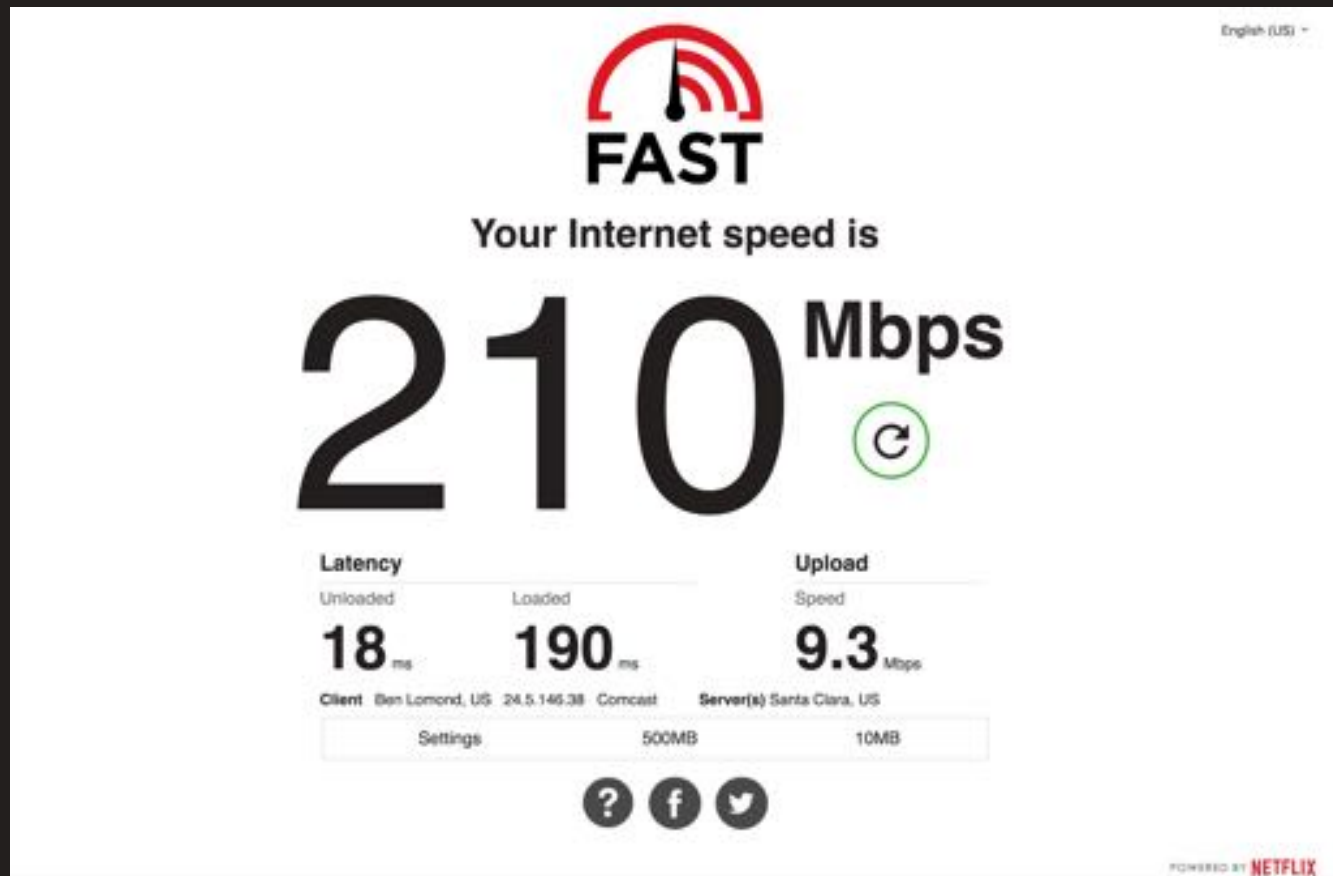 English (US)
FAST
Your Internet speed is
210 Mbps
Latency
Upload
Unloaded
Loaded
Speed
18 ms
190 ms
9.3 Mbps
Client Ben Lomond, US 24.5.146.38 Comcast Server(s) Santa Clara, US
Settings 500MB 10MB
? f
POWERED BY NETFLIX